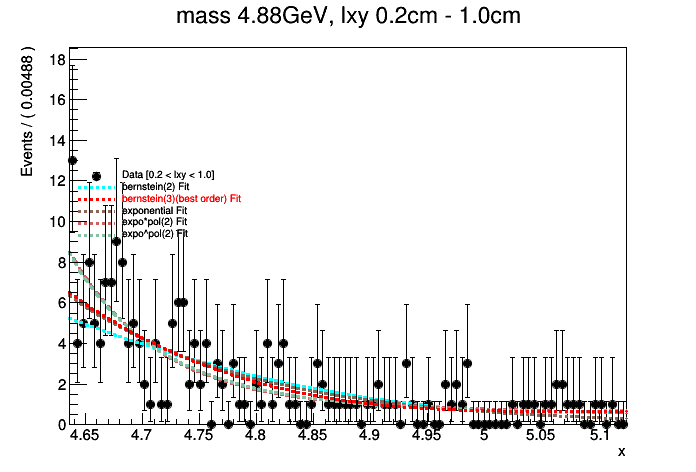 mass 4.88GeV, lxy 0.2cm - 1.0cm
Events / ( 0.00488 )
18
16
14
12
10
8
6
4
2
0
Data [0.2 < lxy < 1.0]
bernstein(2) Fit
bernstein(3)(best order) Fit
exponential Fit
expo*pol(2) Fit
expo^pol(2) Fit
4.65 4.7 4.75 4.8 4.85 4.9 4.95 5 5.05 5.1
x